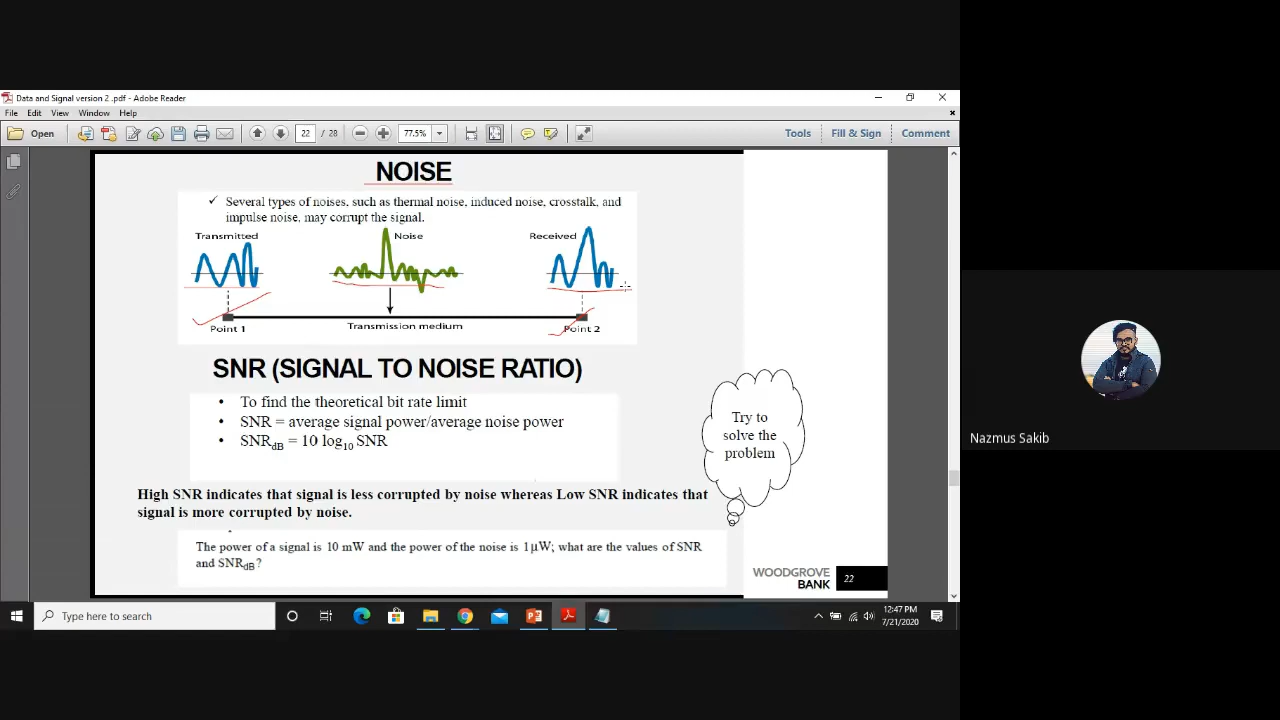 Data and Signal version 2 .pdf - Adobe Reader
File Edit View Window Help
Open 22 / 28 77.5% Tools Fill & Sign Comment
NOISE
✓ Several types of noises, such as thermal noise, induced noise, crosstalk, and
impulse noise, may corrupt the signal.
Transmitted Noise Received
Point 1 Transmission medium Point 2
SNR (SIGNAL TO NOISE RATIO)
• To find the theoretical bit rate limit
• SNR = average signal power/average noise power
• SNRdB = 10 log10 SNR
Try to
solve the
problem
High SNR indicates that signal is less corrupted by noise whereas Low SNR indicates that
signal is more corrupted by noise.
The power of a signal is 10 mW and the power of the noise is 1 μW; what are the values of SNR
and SNRdB?
WOODGROVE
BANK
22
Nazmus Sakib
Type here to search
12:47 PM
7/21/2020